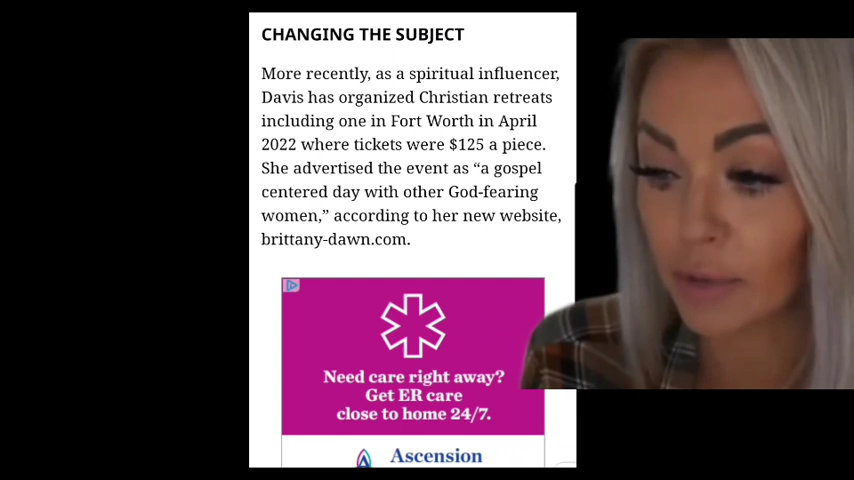 CHANGING THE SUBJECT
More recently, as a spiritual influencer,
Davis has organized Christian retreats
including one in Fort Worth in April
2022 where tickets were $125 a piece.
She advertised the event as “a gospel
centered day with other God-fearing
women,” according to her new website,
brittany-dawn.com.
Need care right away?
Get ER care
close to home 24/7.
Ascension